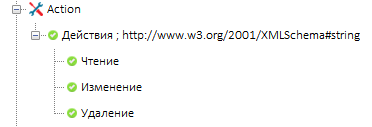 Action
Действия ; http://www.w3.org/2001/XMLSchema#string
Чтение
Изменение
Удаление